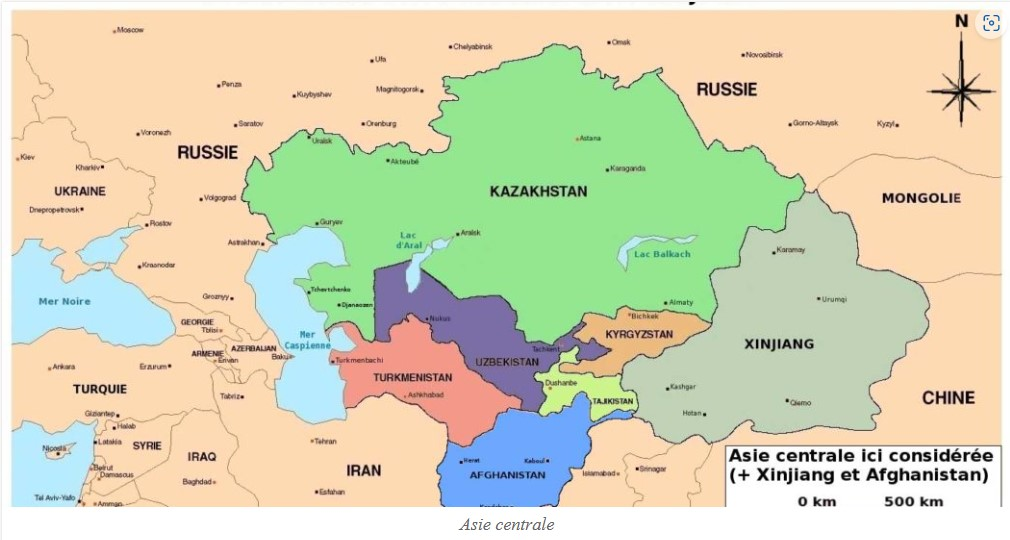 N
Moscow
Omsk
Chelyabinsk
Novosibirsk
Ufa
Penza
Magnitogorsk
RUSSIE
Kuybyshev
Saratov
Orenburg
Gorno-Altaysk
Kyzyl
Voronezh
Uralsk
Astana
RUSSIE
Kiev
Kharkiv
Akteubé
Karaganda
UKRAINE
KAZAKHSTAN
Volgograd
MONGOLIE
Dnepropetrovsk
Rostov
Guryev
Aralsk
Lac
d'Aral
Astrakhan
Karamay
Lac Balkach
Krasnodar
Tchevtchenko
Groznyy
Djanaozen
Almaty
Urumqi
Mer Noire
Bichkek
GEORGIE
Nukus
Tblisi
KYRGYZSTAN
Mer
Caspienne
XINJIANG
ARMENIE
AZERBAIJAN
Tachkent
Erivan
Baku
Turkmenbachi
UZBEKISTAN
Ankara
Erzurum
TURKMENISTAN
Dushanbe
Kashgar
TURQUIE
Tabriz
Ashkhabad
TAJIKISTAN
CHINE
Qiemo
Giziantep
Hotan
Halab
Latakia
SYRIE
Tehran
Nicosia
IRAQ
Asie centrale ici considérée
Herat
Kaboul
Beirut
IRAN
Islamabad
Srinagar
(+ Xinjiang et Afghanistan)
Damascus
AFGHANISTAN
Baghdad
Tel Aviv-Yafo
Esfahan
0 km
500 km
Amman
Asie centrale